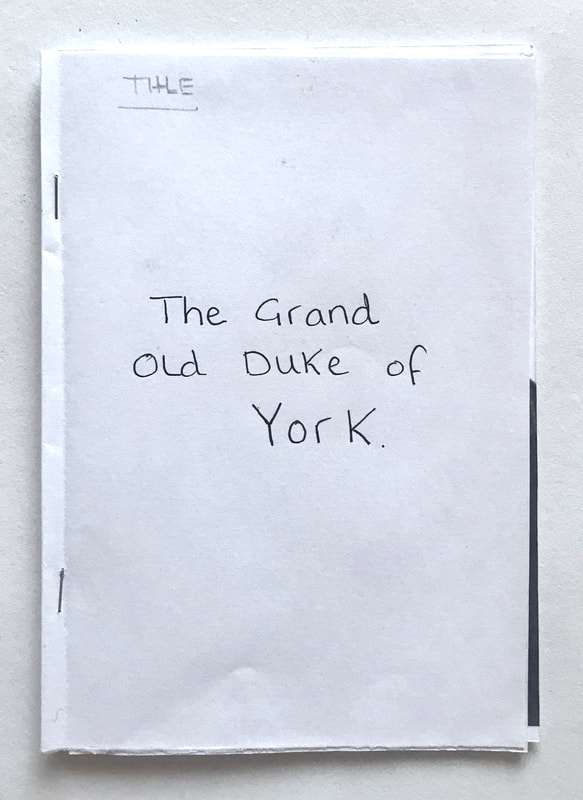 TITLE
The Grand
Old Duke of
York.